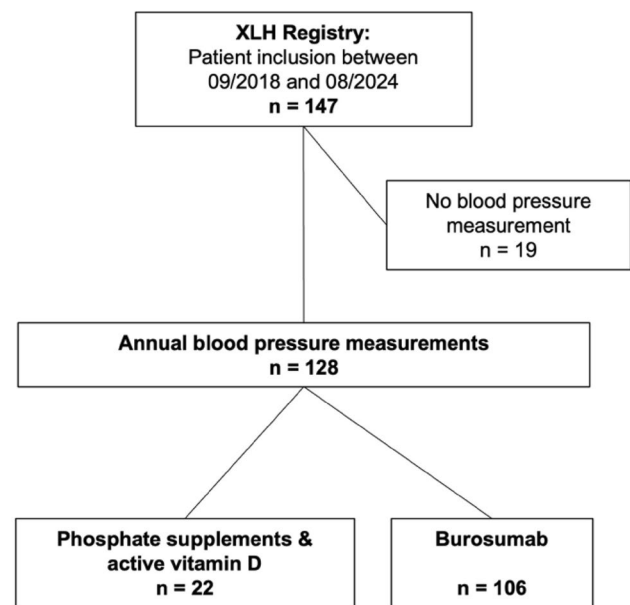 XLH Registry:
Patient inclusion between
09/2018 and 08/2024
n = 147
No blood pressure
measurement
n = 19
Annual blood pressure measurements
n = 128
Phosphate supplements &
active vitamin D
n = 22
Burosumab
n = 106